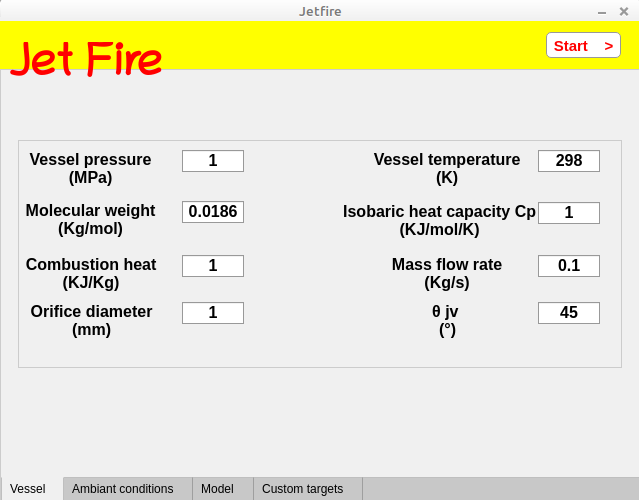 Jetfire
Jet Fire
Start >
Vessel pressure
(MPa)
1
Vessel temperature
(K)
298
Molecular weight
(Kg/mol)
0.0186
Isobaric heat capacity Cp
(KJ/mol/K)
1
Combustion heat
(KJ/Kg)
1
Mass flow rate
(Kg/s)
0.1
Orifice diameter
(mm)
1
θ jv
(°)
45
Vessel
Ambiant conditions
Model
Custom targets